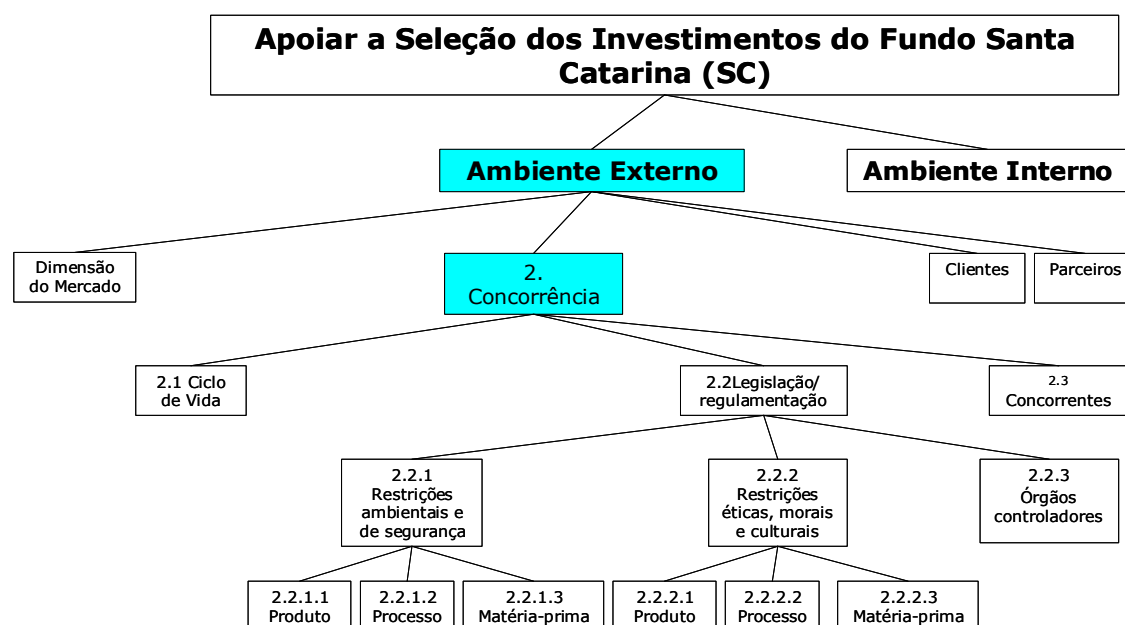 Apoiar a Seleção dos Investimentos do Fundo Santa
Catarina (SC)
Ambiente Externo
Ambiente Interno
Dimensão
do Mercado
2.
Concorrência
Clientes
Parceiros
2.1 Ciclo
de Vida
2.2Legislação/
regulamentação
2.3
Concorrentes
2.2.1
Restrições
ambientais e
de segurança
2.2.2
Restrições
éticas, morais
e culturais
2.2.3
Órgãos
controladores
2.2.1.1
Produto
2.2.1.2
Processo
2.2.1.3
Matéria-prima
2.2.2.1
Produto
2.2.2.2
Processo
2.2.2.3
Matéria-prima